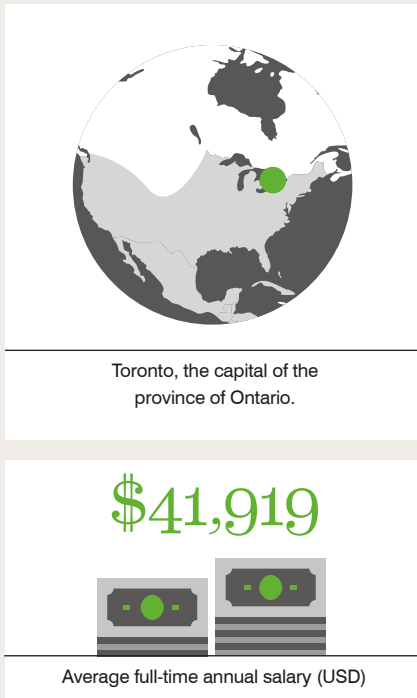 Toronto, the capital of the
province of Ontario.
$41,919
Average full-time annual salary (USD)